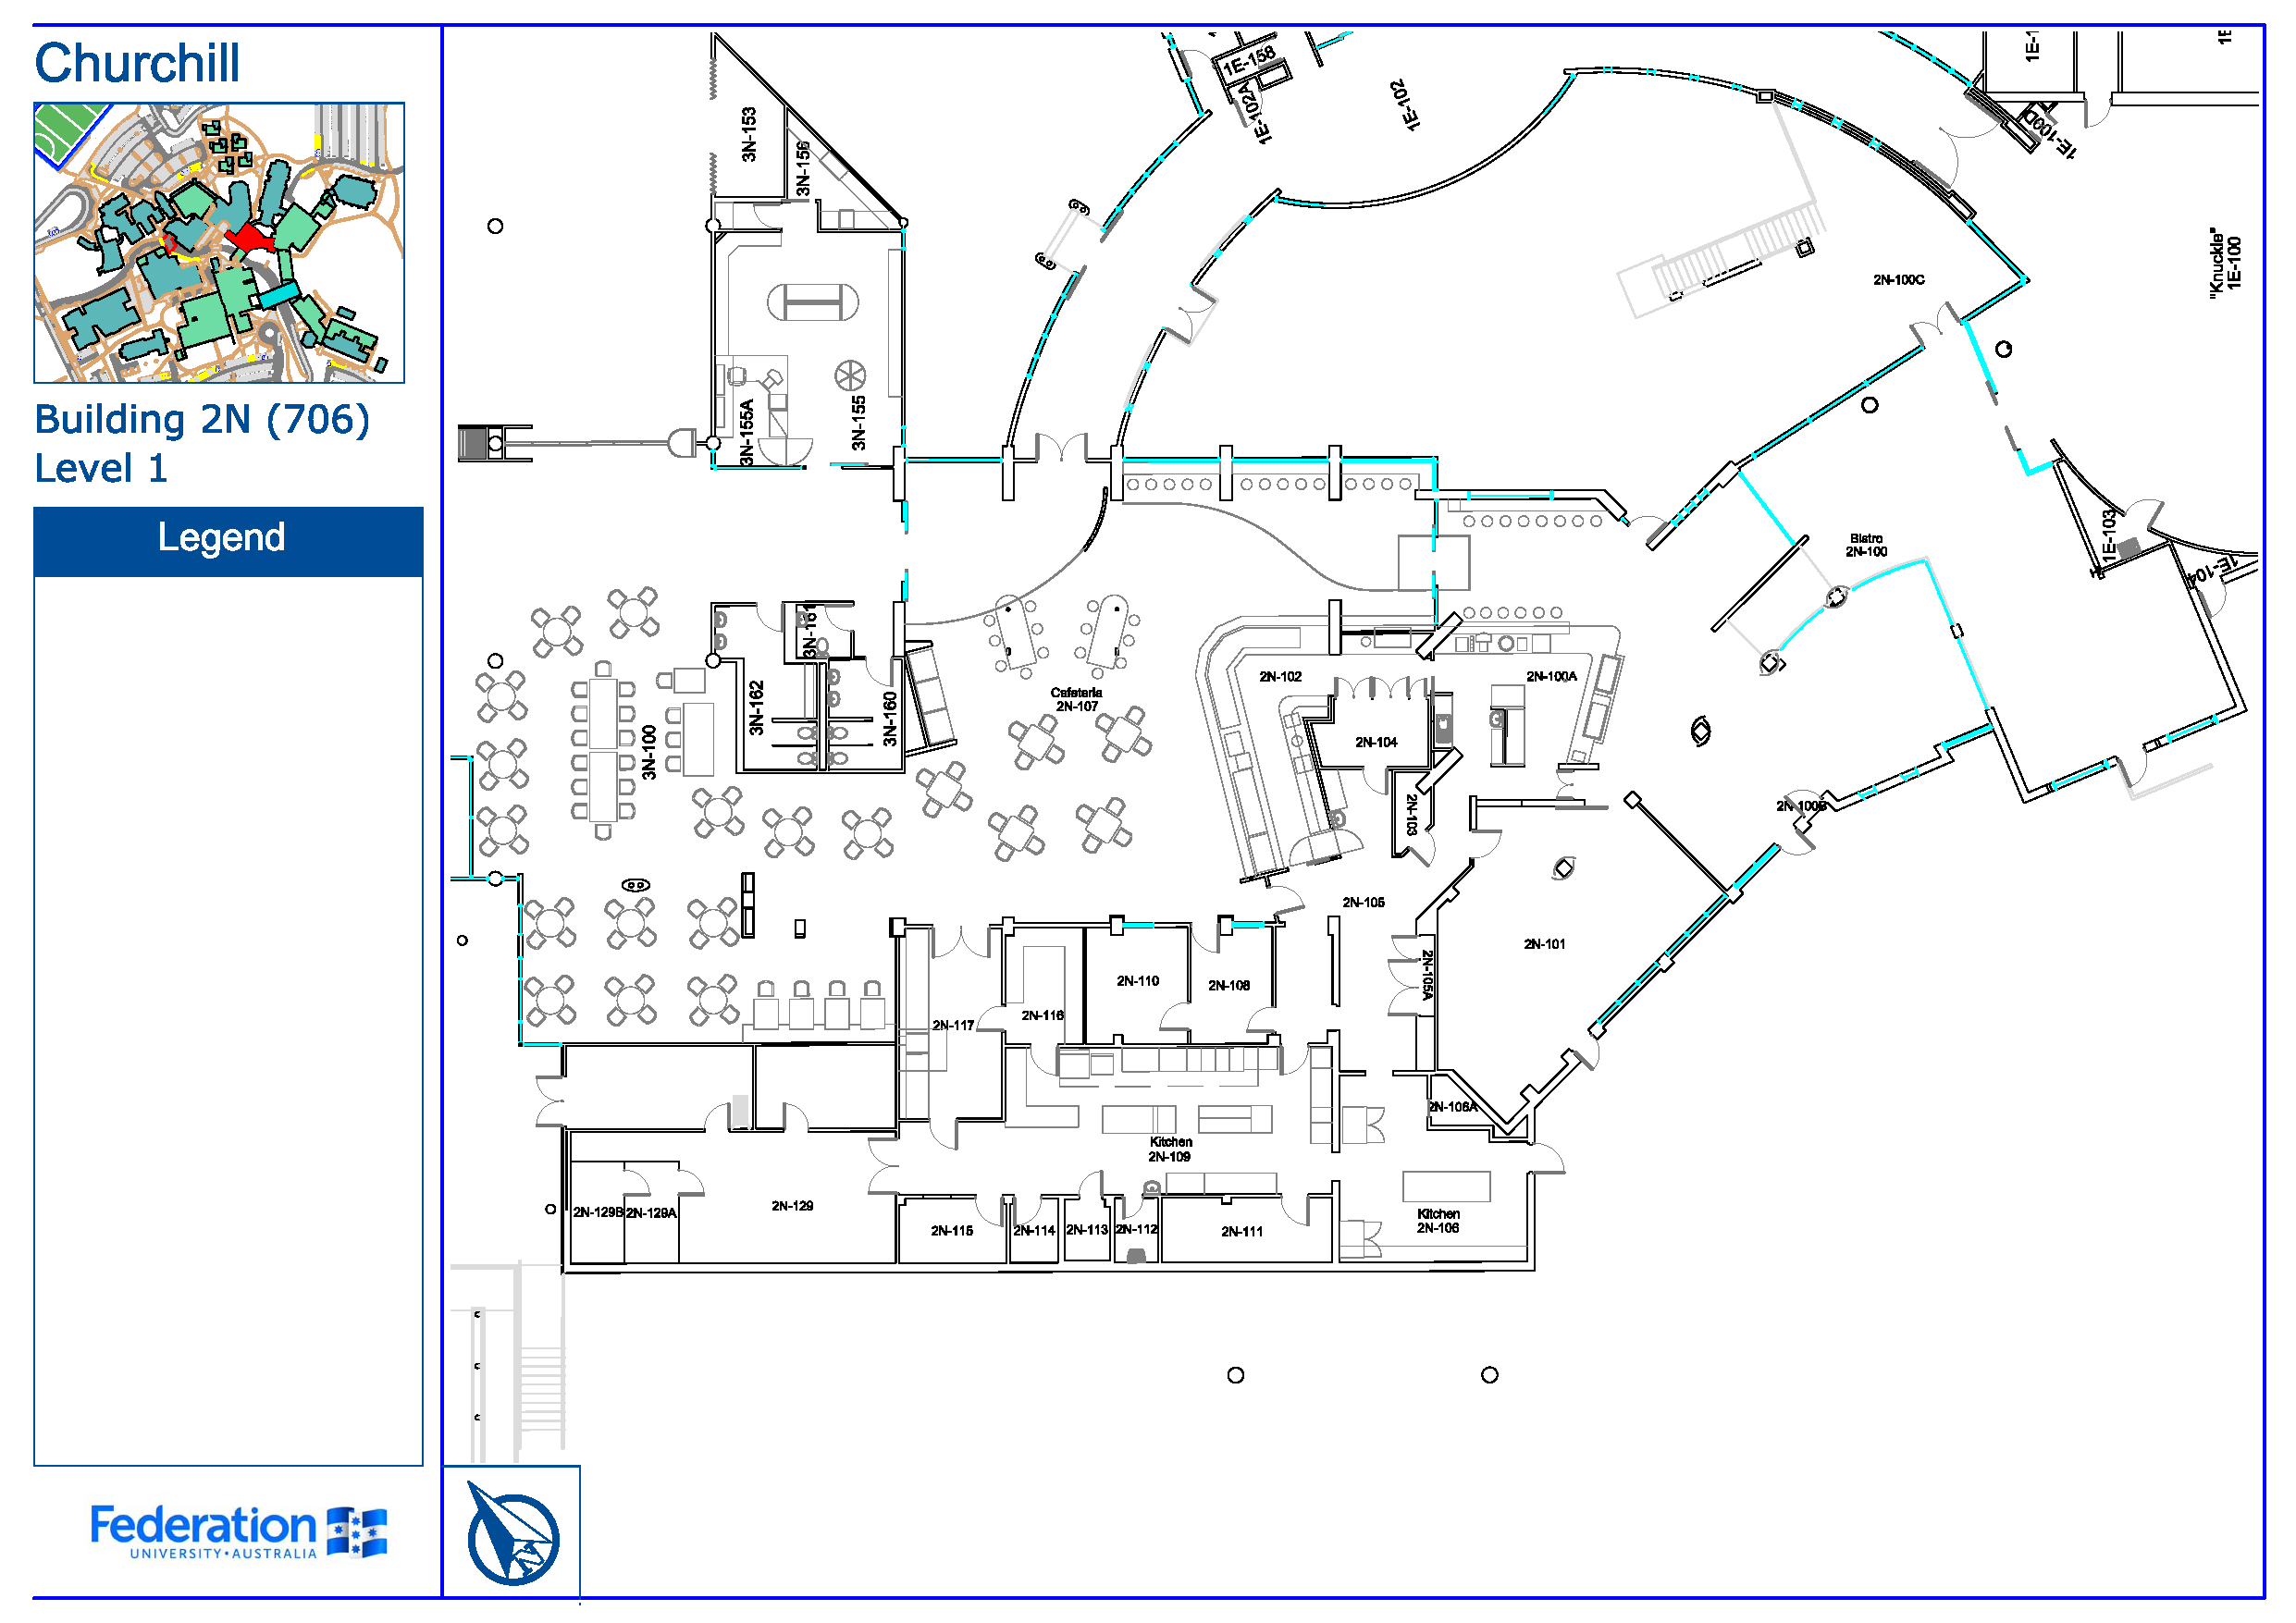 Churchill
Building 2N (706)
Level 1
Legend
Federation
UNIVERSITY • AUSTRALIA
N
1E-158
1E-102A
1E-102
1E-1
1E
1E-100D
"Knuckle"
1E-100
3N-153
3N-156
2N-100C
3N-155A
3N-155
Bistro
2N-100
1E-103
1E-104
3N-161
3N-162
3N-160
3N-100
Cafeteria
2N-107
2N-102
2N-100A
2N-104
2N-103
2N-100B
2N-105
2N-105A
2N-101
2N-110
2N-108
2N-117
2N-116
2N-106A
Kitchen
2N-109
2N-129B
2N-129A
2N-129
2N-115
2N-114
2N-113
2N-112
2N-111
Kitchen
2N-106